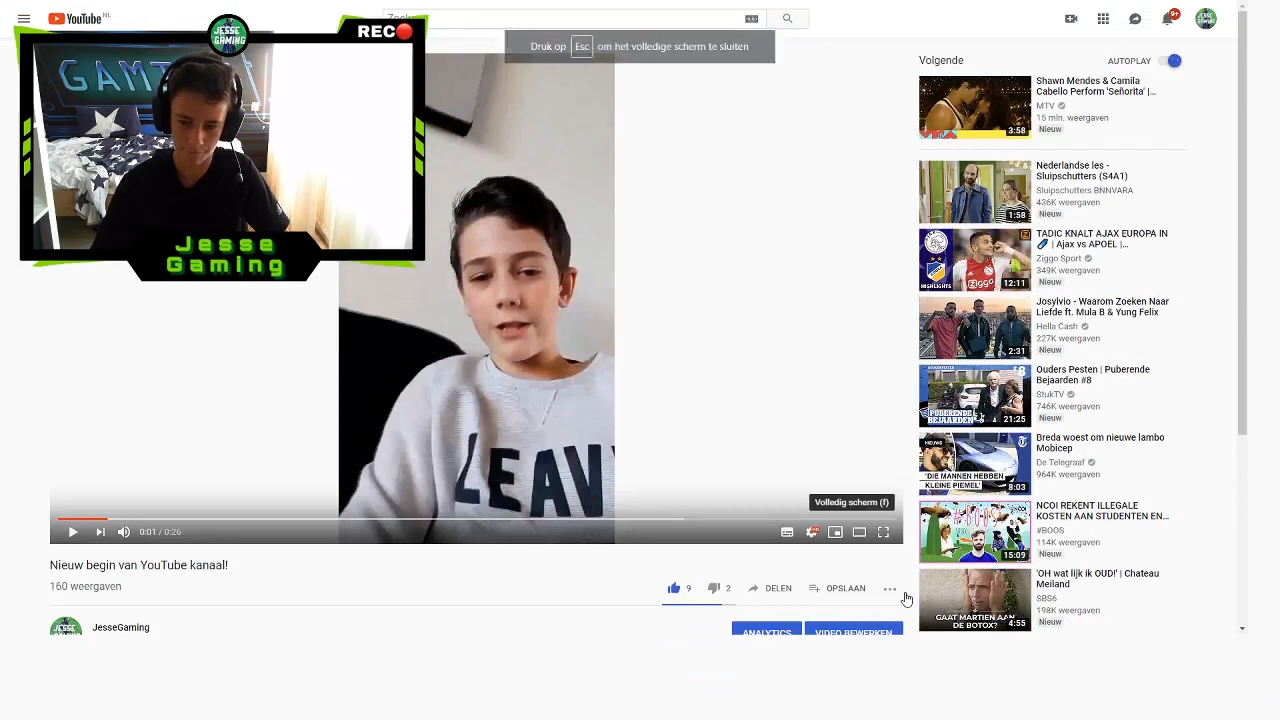 YouTube NL
JESSE
GAMING
REC
GAMING
Jesse
Gaming
Druk op Esc om het volledige scherm te sluiten
LEAV
Volledig scherm (f)
0:01 / 0:26
Nieuw begin van YouTube kanaal!
160 weergaven
9
2
DELEN
OPSLAAN
JesseGaming
ANALYTICS
VIDEO BEWERKEN
9+
Volgende
AUTOPLAY
Shawn Mendes & Camila
Cabello Perform 'Señorita' |...
MTV
15 mln. weergaven
Nieuw
3:58
Nederlandse les -
Sluipschutters (S4A1)
Sluipschutters BNNVARA
436K weergaven
Nieuw
1:58
TADIC KNALT AJAX EUROPA IN
| Ajax vs APOEL |...
Ziggo Sport
349K weergaven
Nieuw
HIGHLIGHTS
ZIGGO
12:11
Josylvio - Waarom Zoeken Naar
Liefde ft. Mula B & Yung Felix
Hella Cash
227K weergaven
Nieuw
2:31
Ouders Pesten | Puberende
Bejaarden #8
StukTV
746K weergaven
Nieuw
#8
PUBERENDE
BEJAARDEN
21:25
Breda woest om nieuwe lambo
Mobicep
De Telegraaf
964K weergaven
'DIE MANNEN HEBBEN
KLEINE PIEMEL'
8:03
NCOI REKENT ILLEGALE
KOSTEN AAN STUDENTEN EN...
#BOOS
114K weergaven
Nieuw
15:09
'OH wat lijk ik OUD!' | Chateau
Meiland
SBS6
198K weergaven
Nieuw
GAAT MARTIEN AAN
DE BOTOX?
4:55